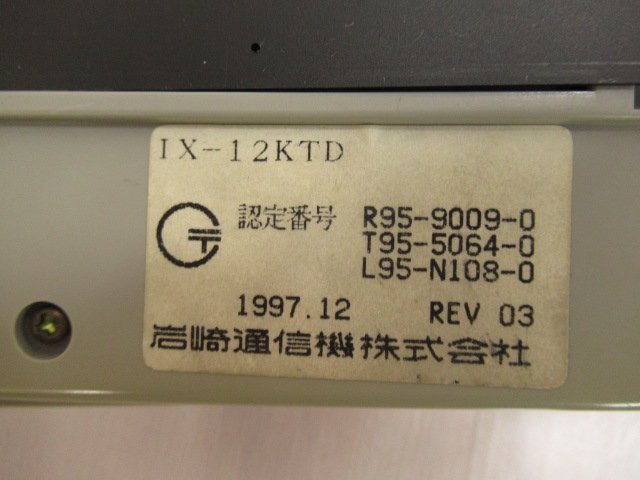 IX-12KTD
認定番号 R95-9009-0
T95-5064-0
L95-N108-0
1997.12 REV 03
岩崎通信機株式会社